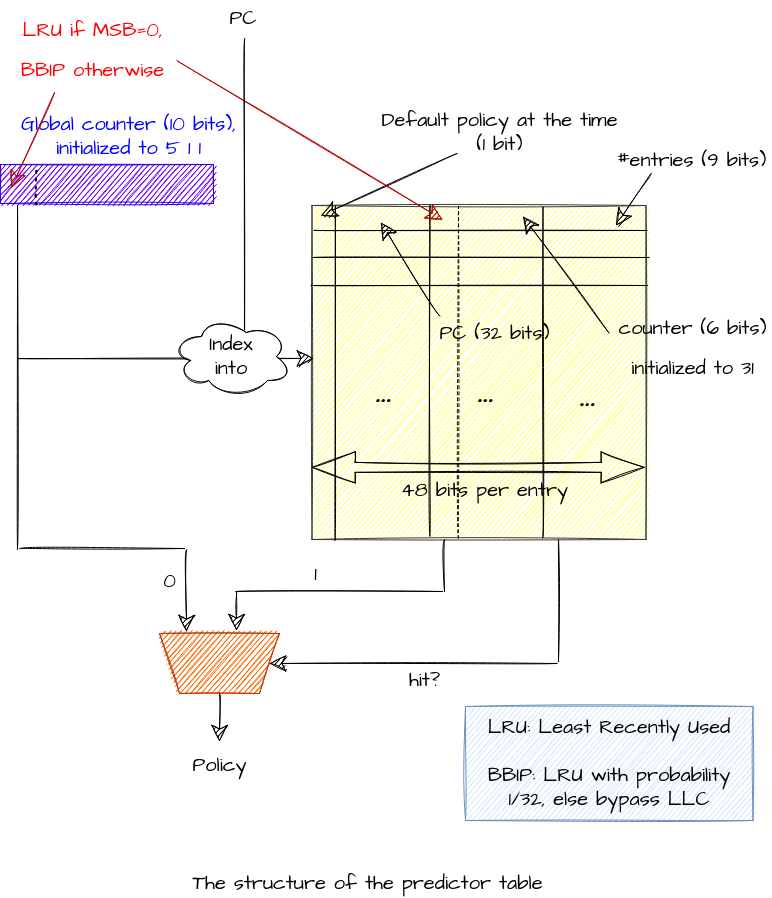 PC
LRU if MSB=0,
BBIP otherwise
Global counter (10 bits),
initialized to 511
Default policy at the time
(1 bit)
#entries (9 bits)
Index
into
PC (32 bits)
counter (6 bits)
initialized to 31
... ... ...
48 bits per entry
0
1
hit?
Policy
LRU: Least Recently Used
BBIP: LRU with probability
1/32, else bypass LLC
The structure of the predictor table